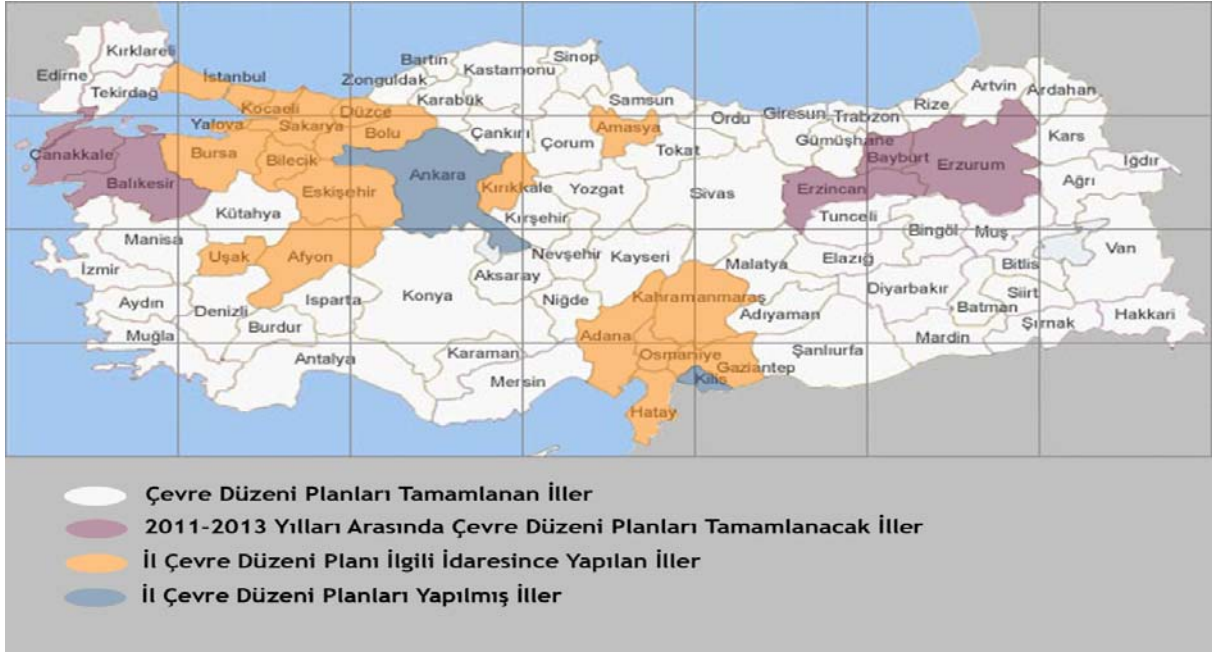 Kırklareli
Edirne
Tekirdağ
İstanbul
Kocaeli
Yalova
Sakarya
Düzce
Bolu
Zonguldak
Bartın
Karabük
Kastamonu
Sinop
Çankırı
Samsun
Amasya
Çorum
Tokat
Ordu
Giresun
Trabzon
Gümüşhane
Rize
Artvin
Ardahan
Kars
Iğdır
Bayburt
Erzurum
Erzincan
Ağrı
Çanakkale
Balıkesir
Bursa
Bilecik
Eskişehir
Kütahya
Ankara
Kırıkkale
Kırşehir
Yozgat
Sivas
Tunceli
Bingöl
Muş
Van
Bitlis
Manisa
İzmir
Uşak
Afyon
Aksaray
Nevşehir
Kayseri
Malatya
Elazığ
Diyarbakır
Batman
Siirt
Şırnak
Hakkari
Aydın
Denizli
Isparta
Konya
Niğde
Kahramanmaraş
Adıyaman
Mardin
Muğla
Burdur
Antalya
Karaman
Mersin
Adana
Osmaniye
Gaziantep
Şanlıurfa
Kilis
Hatay
Çevre Düzeni Planları Tamamlanan İller
2011-2013 Yılları Arasında Çevre Düzeni Planları Tamamlanacak İller
İl Çevre Düzeni Planı İlgili İdaresince Yapılan İller
İl Çevre Düzeni Planları Yapılmış İller